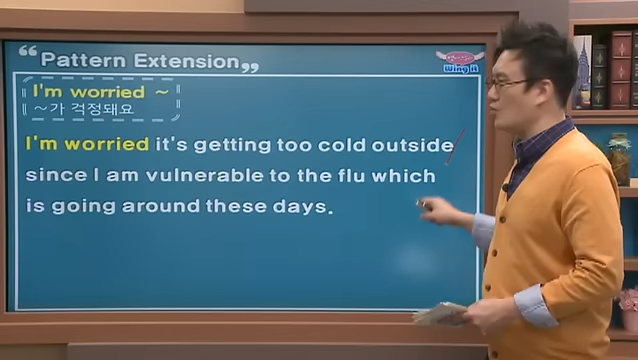 “Pattern Extension„
Wing it
I'm worried ~
~가 걱정돼요
I'm worried it's getting too cold outside
since I am vulnerable to the flu which
is going around these days.